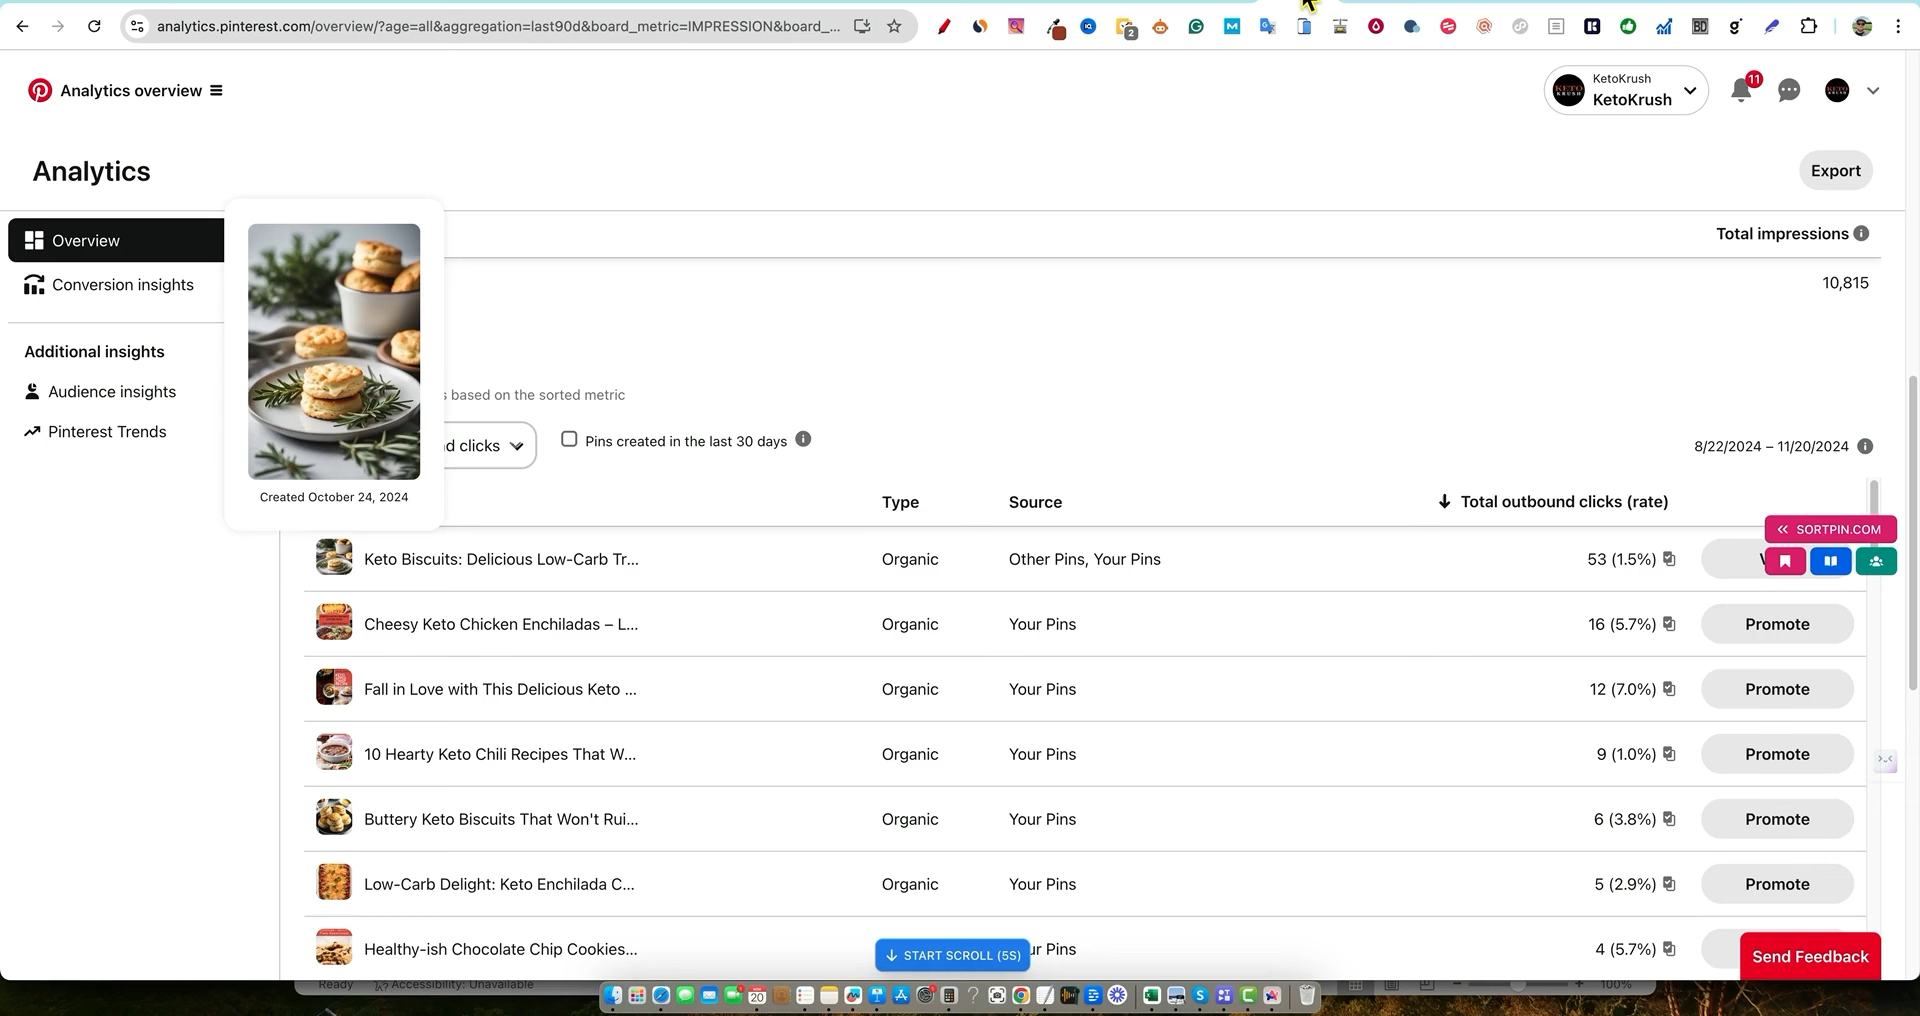 analytics.pinterest.com/overview/?age=all&aggregation=last90d&board_metric=IMPRESSION&board_...
2
BD
Analytics overview
KetoKrush
KetoKrush
11
Analytics
Export
Overview
Total impressions
10,815
Conversion insights
Additional insights
Audience insights
Pinterest Trends
Created October 24, 2024
based on the sorted metric
d clicks
Pins created in the last 30 days
8/22/2024 – 11/20/2024
Type
Source
Total outbound clicks (rate)
SORTPIN.COM
Keto Biscuits: Delicious Low-Carb Tr...
Organic
Other Pins, Your Pins
53 (1.5%)
Cheesy Keto Chicken Enchiladas – L...
Organic
Your Pins
16 (5.7%)
Promote
Fall in Love with This Delicious Keto ...
Organic
Your Pins
12 (7.0%)
Promote
10 Hearty Keto Chili Recipes That W...
Organic
Your Pins
9 (1.0%)
Promote
Buttery Keto Biscuits That Won't Rui...
Organic
Your Pins
6 (3.8%)
Promote
Low-Carb Delight: Keto Enchilada C...
Organic
Your Pins
5 (2.9%)
Promote
Healthy-ish Chocolate Chip Cookies...
START SCROLL (5S)
ur Pins
4 (5.7%)
Send Feedback
Ready
Accessibility: Unavailable
20
100%